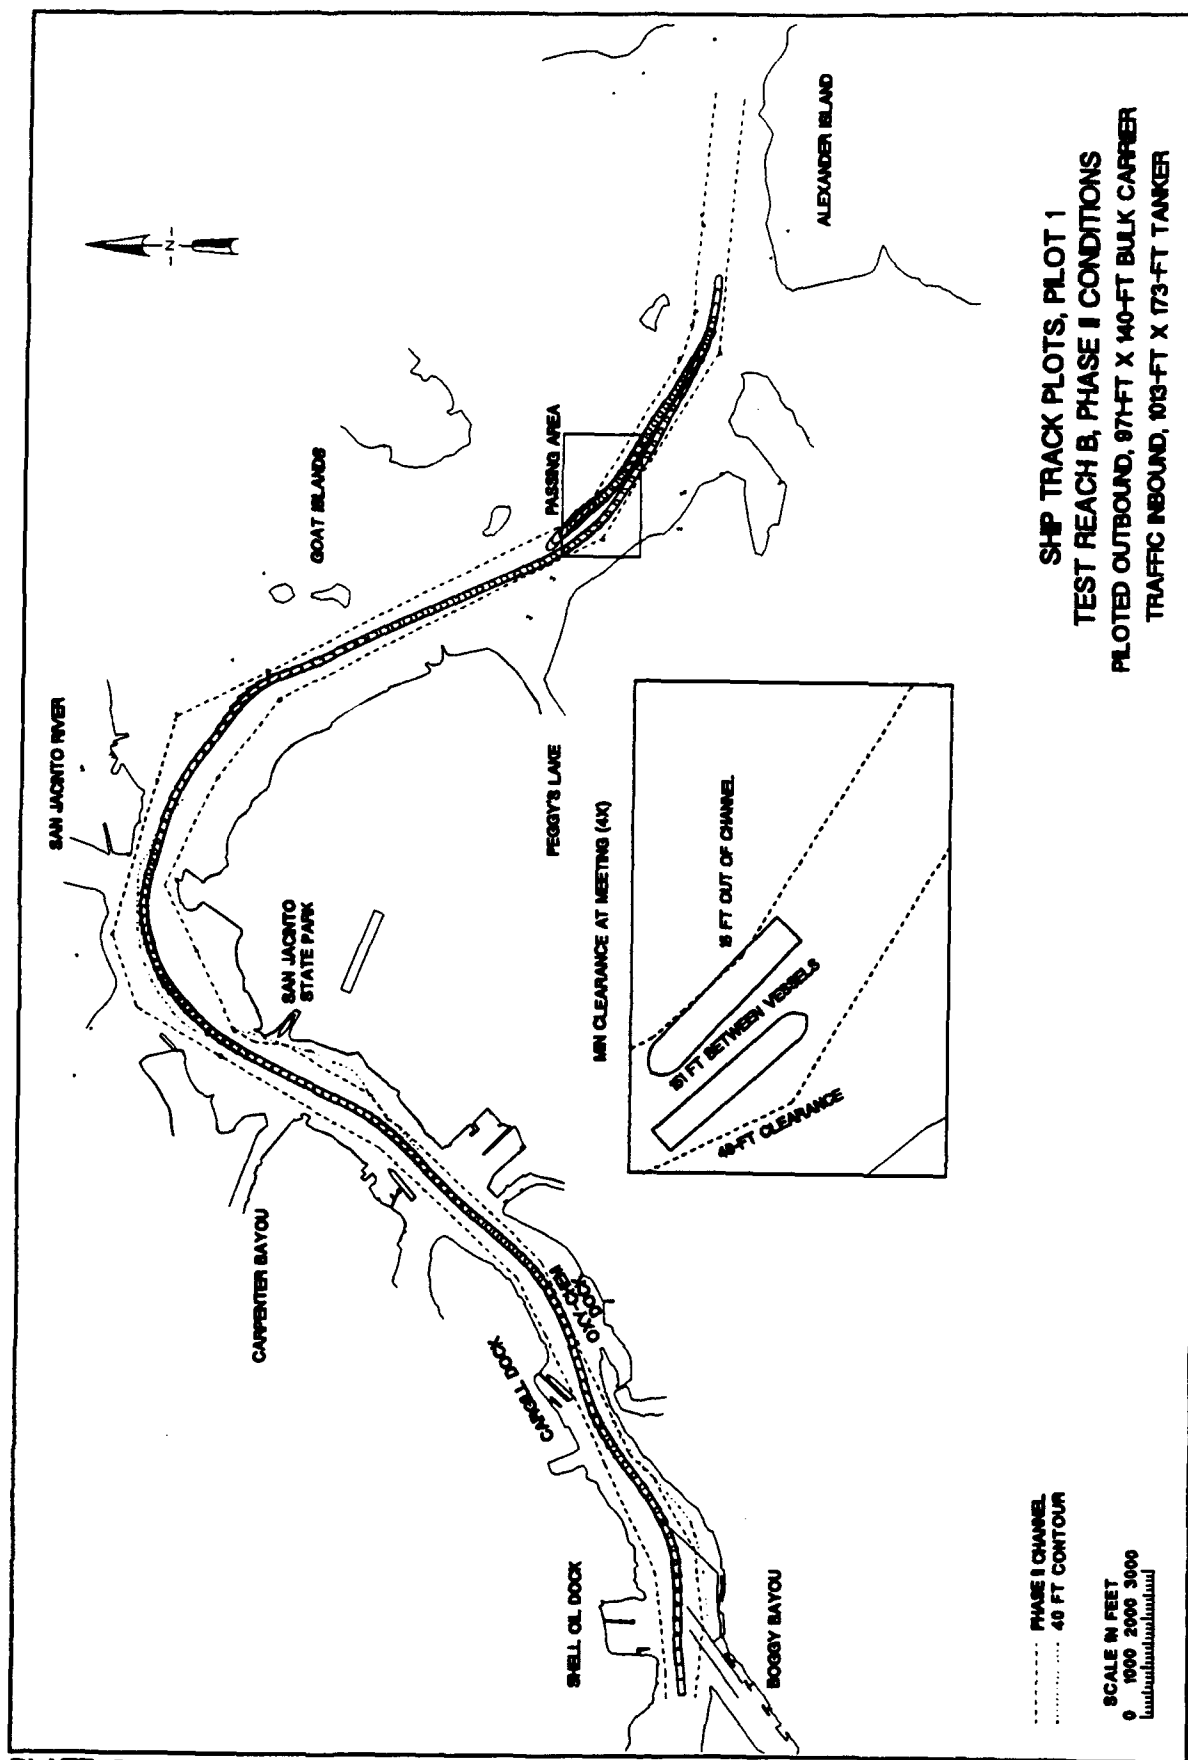 SAN JACINTO RIVER
GOAT ISLANDS
N
ALEXANDER ISLAND
PASSING AREA
SAN JACINTO
STATE PARK
CARPENTER BAYOU
PEGGY'S LAKE
CARGILL DOCK
OXY-CHEM
DOCK
SHELL OIL DOCK
BOGGY BAYOU
MIN CLEARANCE AT MEETING (4X)
15 FT OUT OF CHANNEL
151 FT BETWEEN VESSELS
PHASE II CHANNEL
40 FT CONTOUR
SCALE IN FEET
0 1000 2000 3000
SHIP TRACK PLOTS, PILOT 1
TEST REACH B, PHASE II CONDITIONS
PILOTED OUTBOUND, 971-FT X 140-FT BULK CARRIER
TRAFFIC INBOUND, 1013-FT X 173-FT TANKER
-FT CLEARANCE